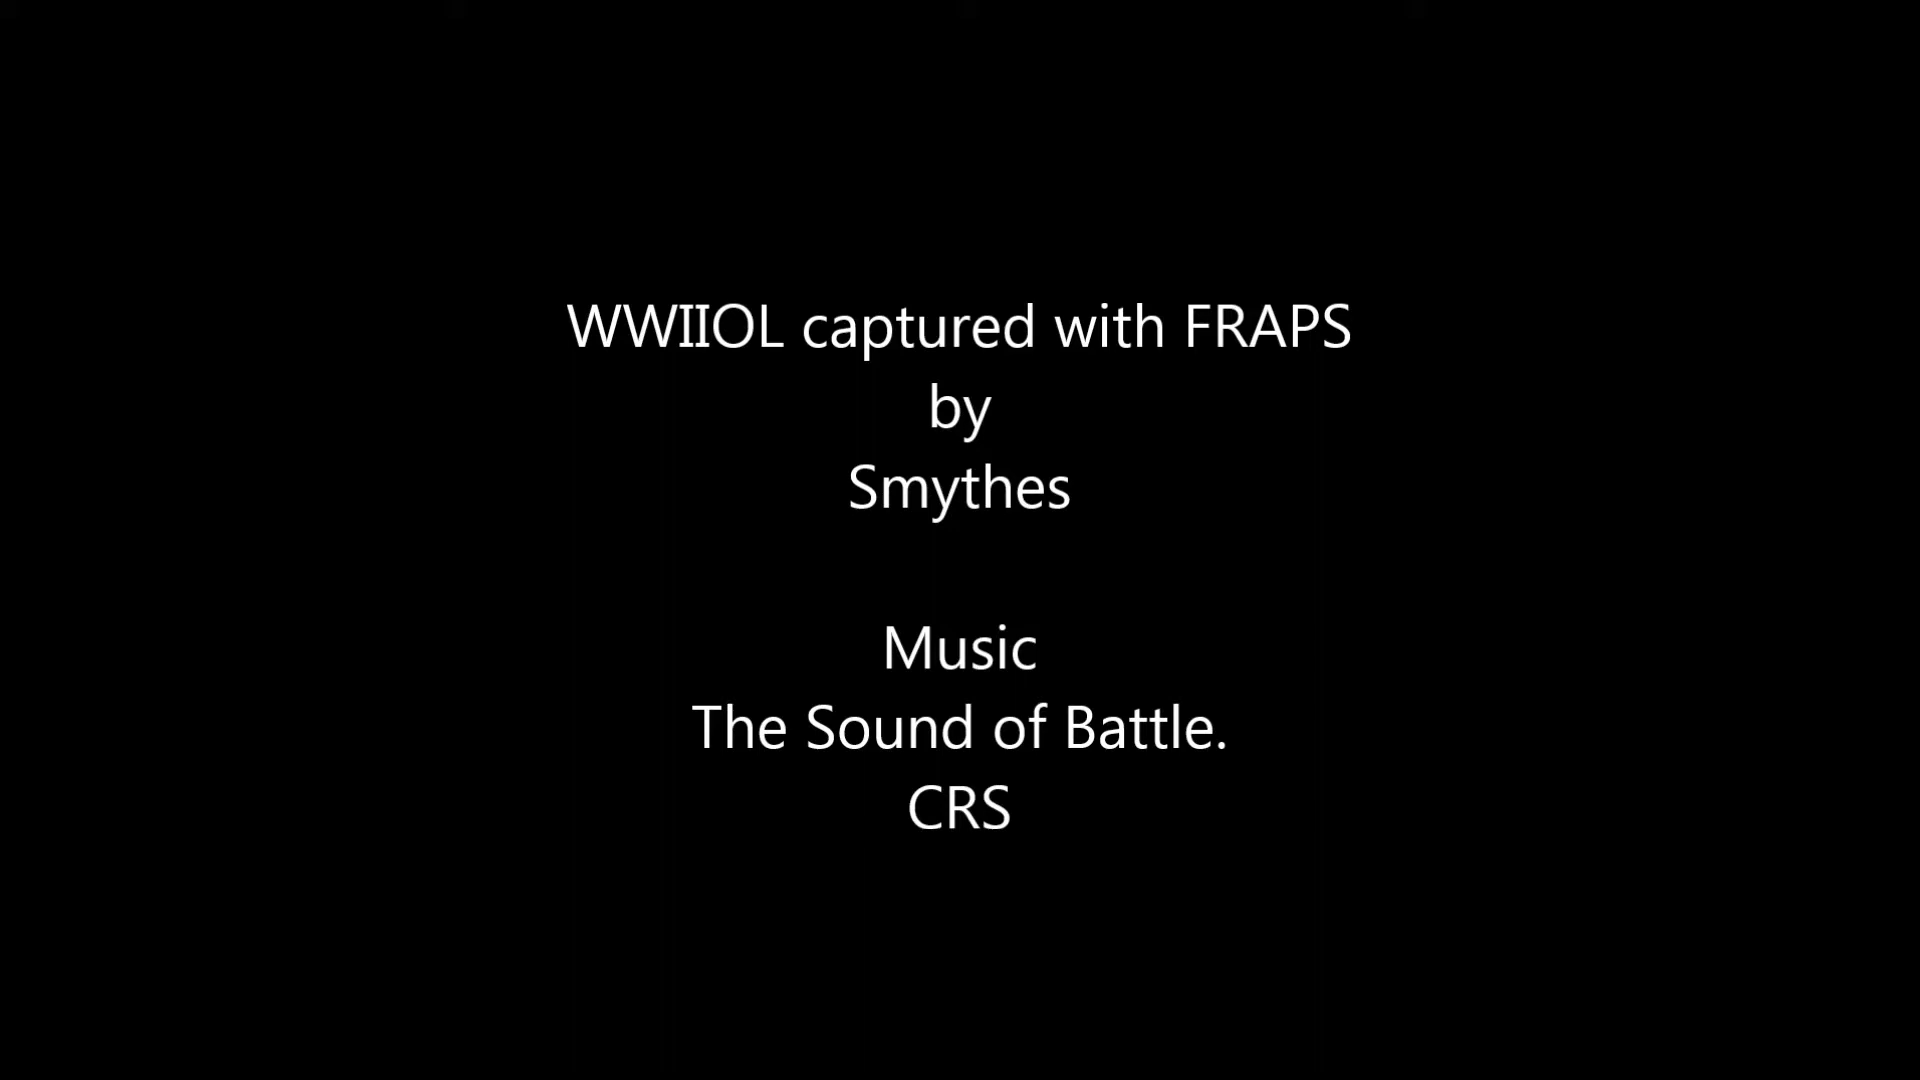 WWIIOL captured with FRAPS
by
Smythes
Music
The Sound of Battle.
CRS